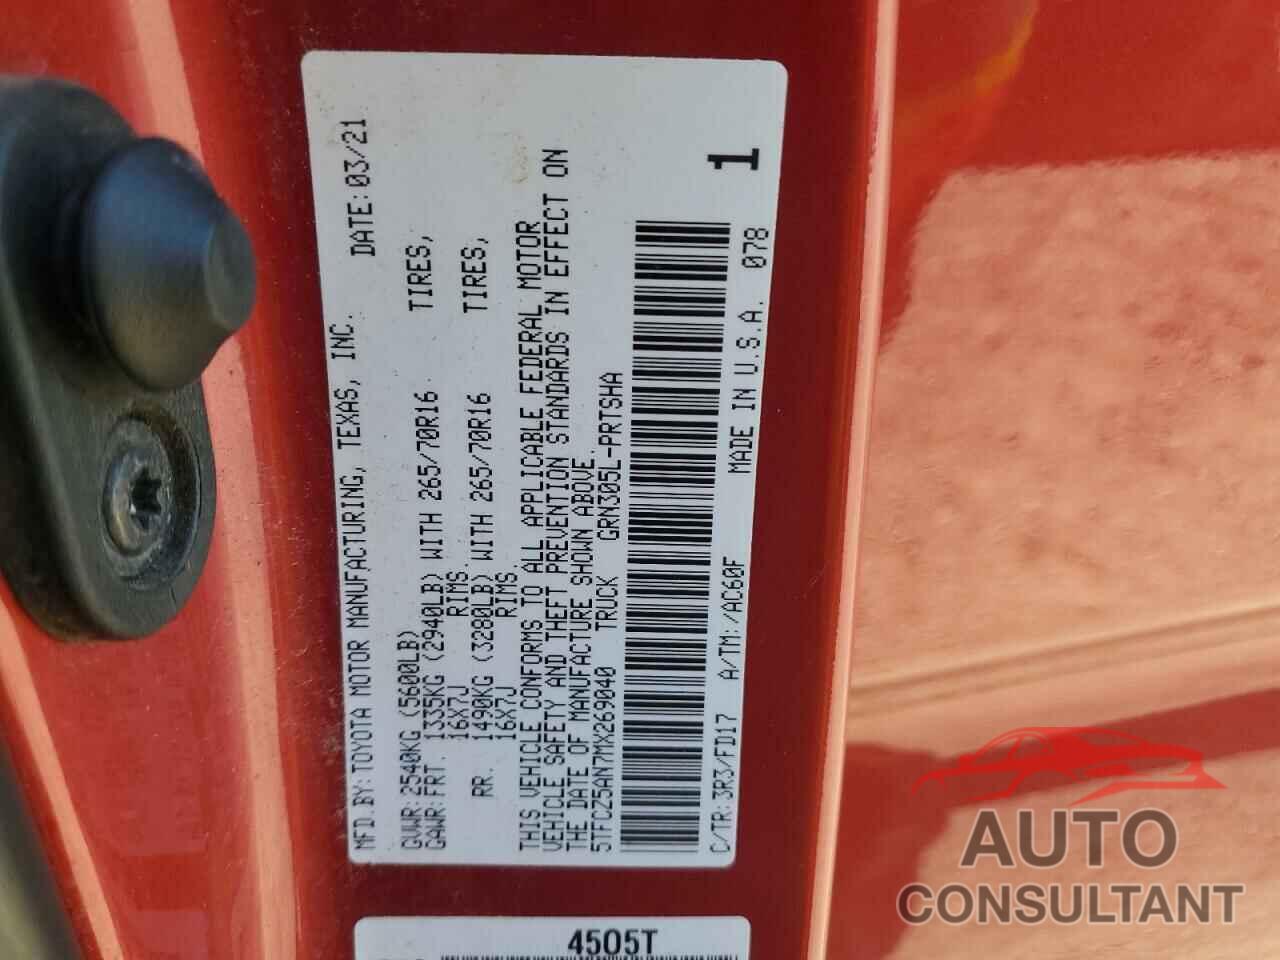 MFD.BY:TOYOTA MOTOR MANUFACTURING, TEXAS, INC. DATE:03/21
GVWR:2540KG (5600LB)
GAWR:FRT. 1335KG (2940LB) WITH 265/70R16 TIRES,
16X7J RIMS.
RR. 1490KG (3280LB) WITH 265/70R16 TIRES,
16X7J RIMS.
THIS VEHICLE CONFORMS TO ALL APPLICABLE FEDERAL MOTOR
VEHICLE SAFETY AND THEFT PREVENTION STANDARDS IN EFFECT ON
THE DATE OF MANUFACTURE SHOWN ABOVE.
5TFCZ5AN7MX269040 TRUCK GRN305L-PRTSHA
1
C/TR:3R3/FD17 A/TM:/AC60F MADE IN U.S.A. 078
4505T
AUTO
CONSULTANT